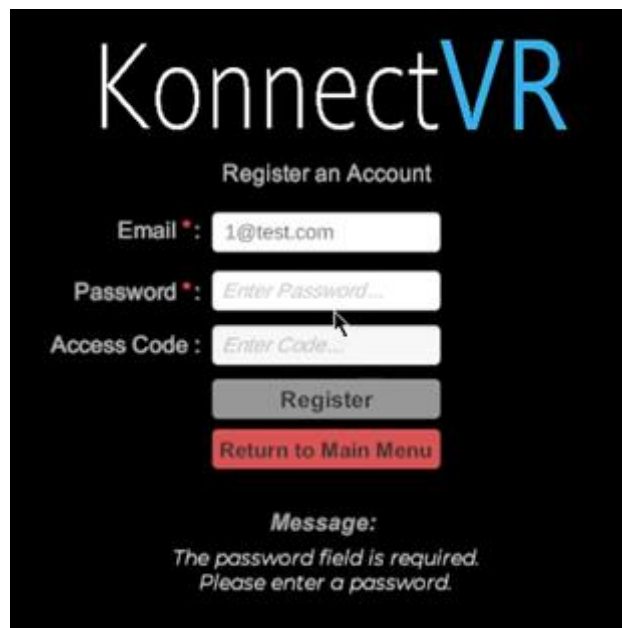 KonnectVR
Register an Account
Email *: 1@test.com
Password *: Enter Password...
Access Code : Enter Code...
Register
Return to Main Menu
Message:
The password field is required.
Please enter a password.